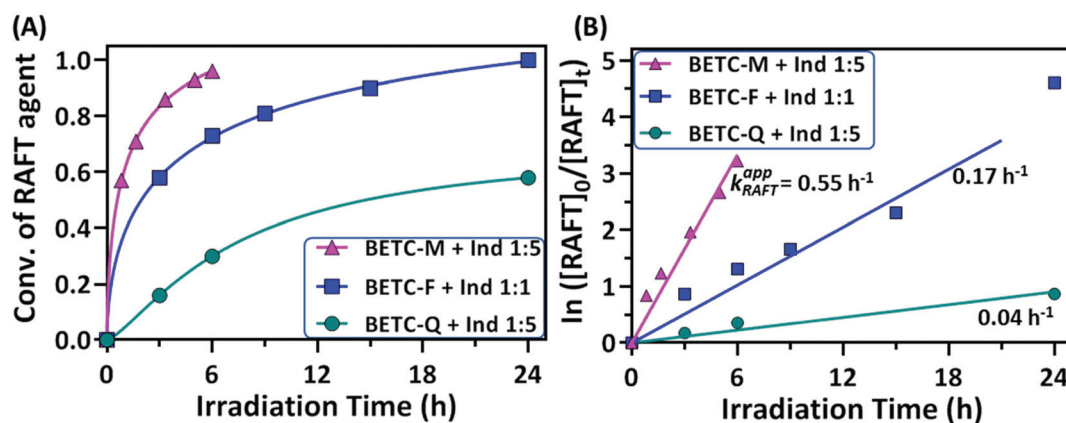 (A)
Conv. of RAFT agent
1.0
0.8
0.6
0.4
0.2
0.0
BETC-M + Ind 1:5
BETC-F + Ind 1:1
BETC-Q + Ind 1:5
0 6 12 18 24
Irradiation Time (h)
(B)
ln ([RAFT]0/[RAFT]t)
5
4
3
2
1
0
BETC-M + Ind 1:5
BETC-F + Ind 1:1
BETC-Q + Ind 1:5
k^app_RAFT = 0.55 h-1
0.17 h-1
0.04 h-1
0 6 12 18 24
Irradiation Time (h)